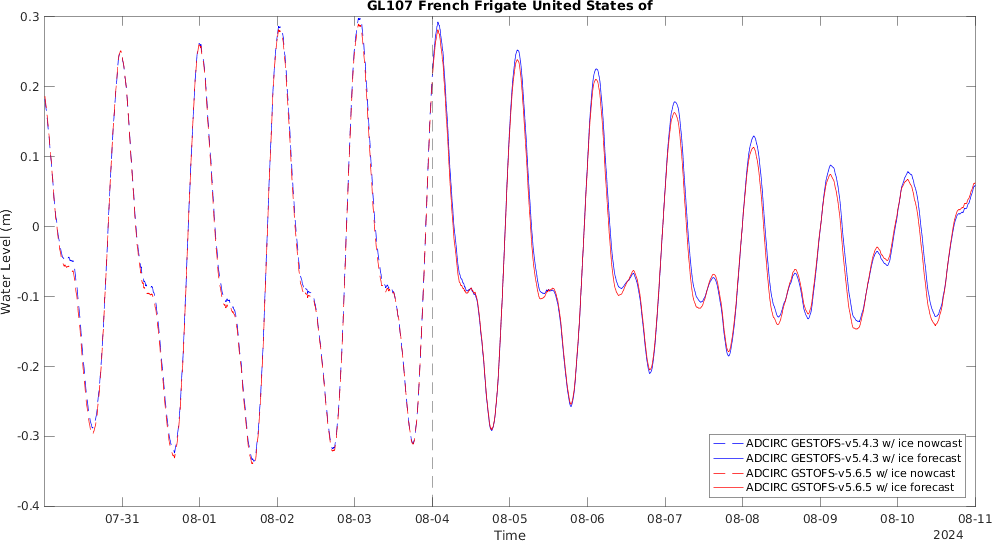 GL107 French Frigate United States of
Water Level (m)
0.3
0.2
0.1
0
-0.1
-0.2
-0.3
-0.4
07-31 08-01 08-02 08-03 08-04 08-05 08-06 08-07 08-08 08-09 08-10 08-11
Time
2024
ADCIRC GESTOFS-v5.4.3 w/ ice nowcast
ADCIRC GESTOFS-v5.4.3 w/ ice forecast
ADCIRC GSTOFS-v5.6.5 w/ ice nowcast
ADCIRC GSTOFS-v5.6.5 w/ ice forecast